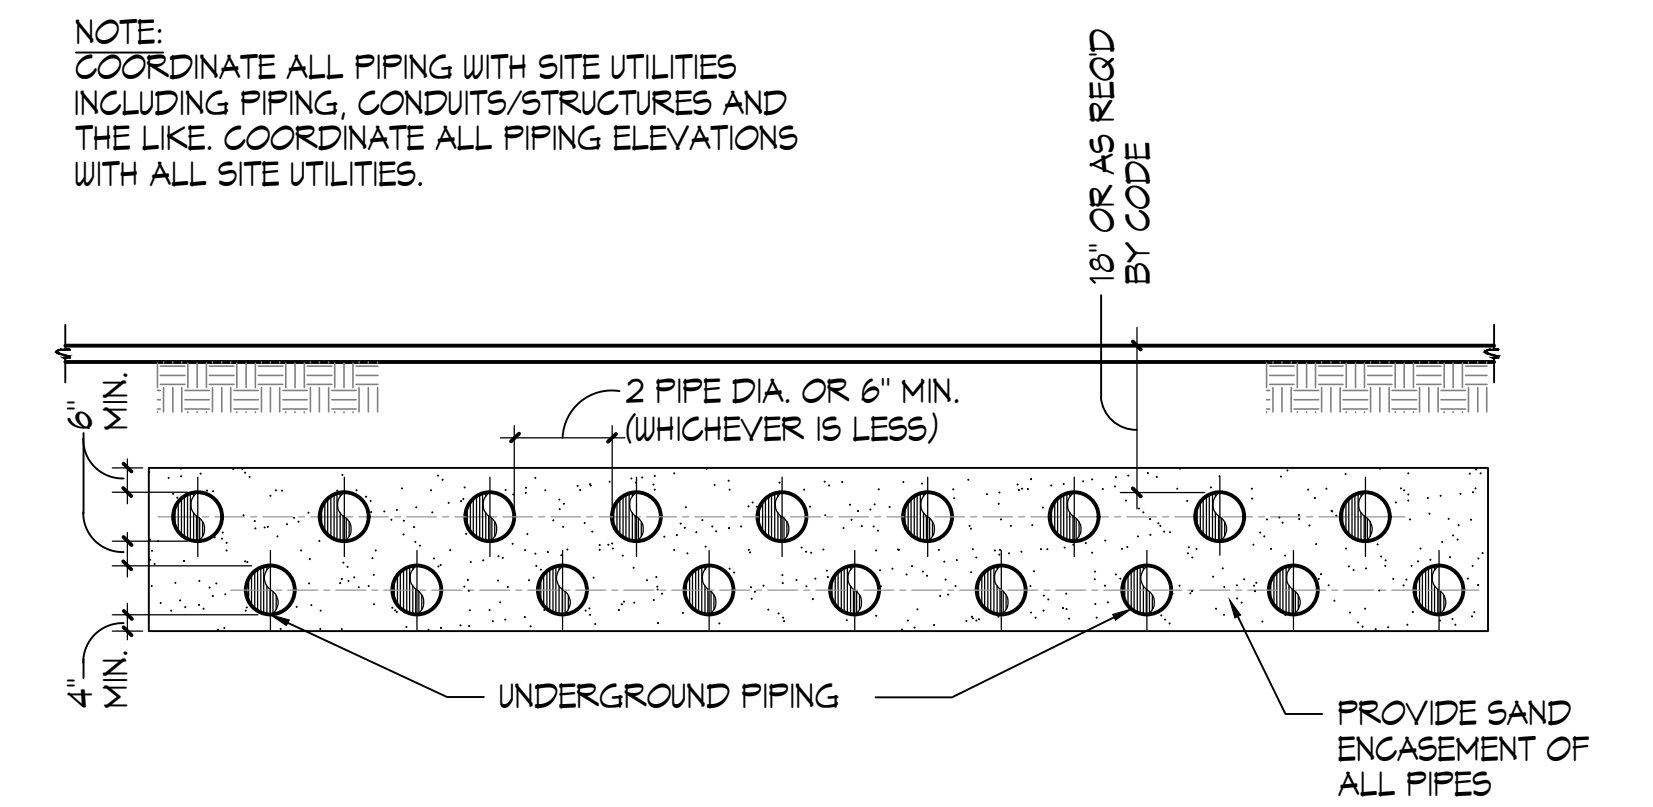 NOTE:
COORDINATE ALL PIPING WITH SITE UTILITIES
INCLUDING PIPING, CONDUITS/STRUCTURES AND
THE LIKE. COORDINATE ALL PIPING ELEVATIONS
WITH ALL SITE UTILITIES.
18" OR AS REQ'D
BY CODE
6"
MIN.
2 PIPE DIA. OR 6" MIN.
(WHICHEVER IS LESS)
4"
MIN.
UNDERGROUND PIPING
PROVIDE SAND
ENCASEMENT OF
ALL PIPES